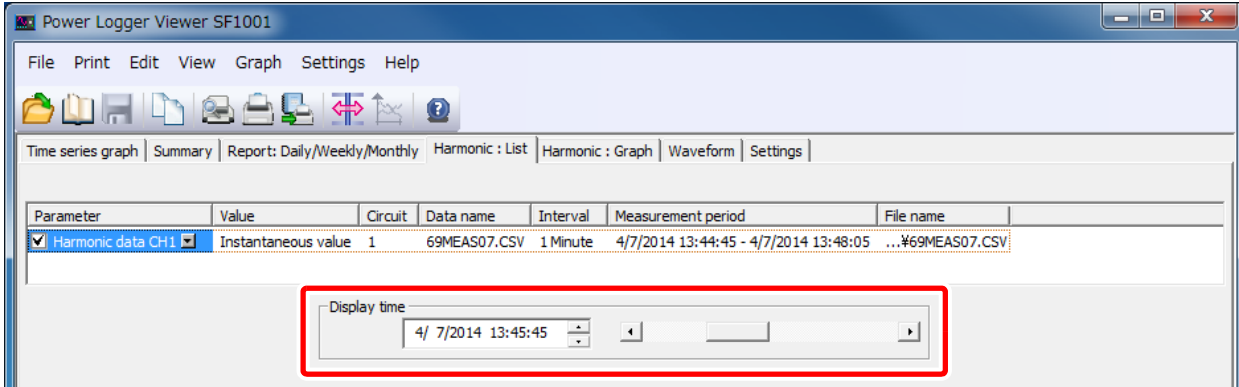 Power Logger Viewer SF1001
File Print Edit View Graph Settings Help
Time series graph Summary Report: Daily/Weekly/Monthly Harmonic : List Harmonic : Graph Waveform Settings
Parameter Value Circuit Data name Interval Measurement period File name
Harmonic data CH1 Instantaneous value 1 69MEAS07.CSV 1 Minute 4/7/2014 13:44:45 - 4/7/2014 13:48:05 ...¥69MEAS07.CSV
Display time
4/ 7/2014 13:45:45